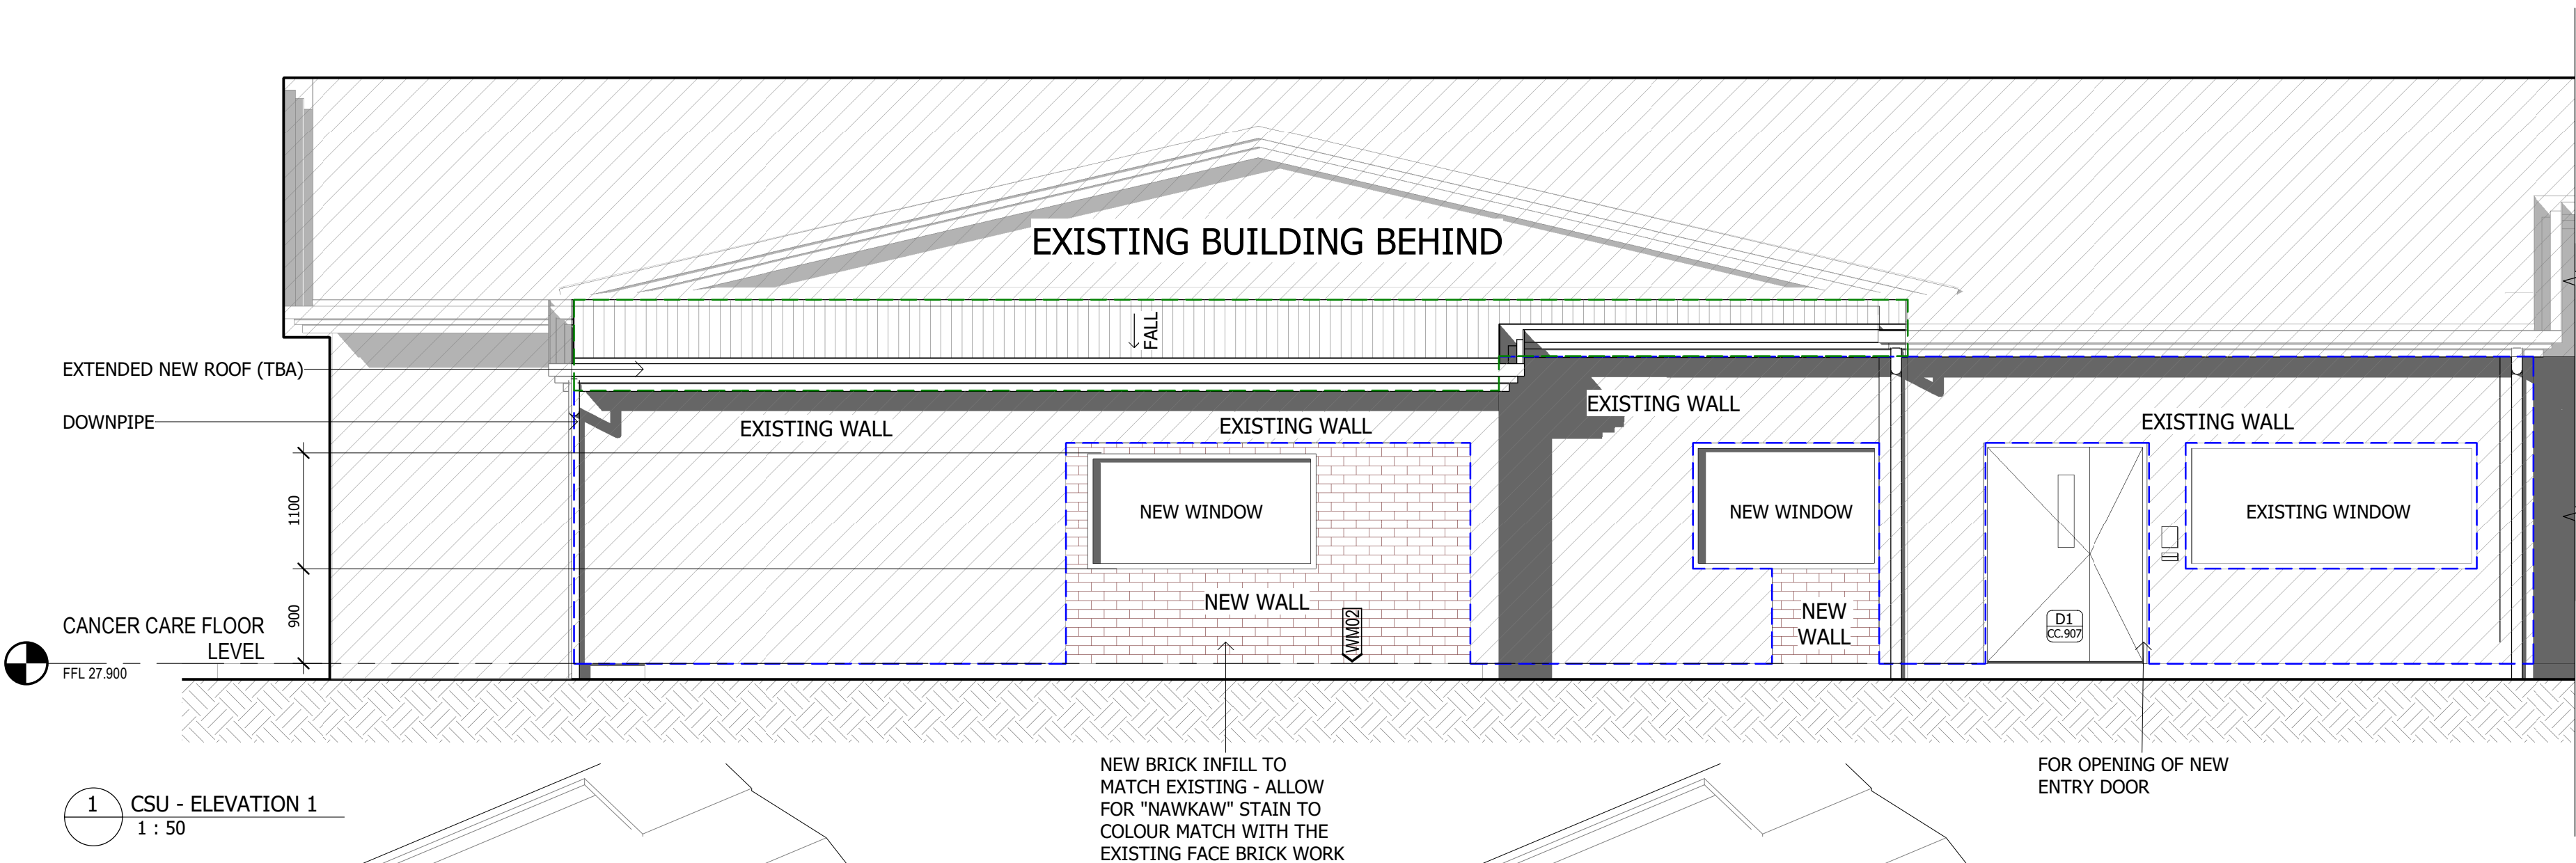 EXISTING BUILDING BEHIND
FALL
EXTENDED NEW ROOF (TBA)
DOWNPIPE
EXISTING WALL
EXISTING WALL
EXISTING WALL
EXISTING WALL
1100
NEW WINDOW
NEW WINDOW
EXISTING WINDOW
900
NEW WALL
WM02
NEW
WALL
D1
CC.907
CANCER CARE FLOOR
LEVEL
FFL 27.900
NEW BRICK INFILL TO
MATCH EXISTING - ALLOW
FOR "NAWKAW" STAIN TO
COLOUR MATCH WITH THE
EXISTING FACE BRICK WORK
FOR OPENING OF NEW
ENTRY DOOR
1
CSU - ELEVATION 1
1 : 50